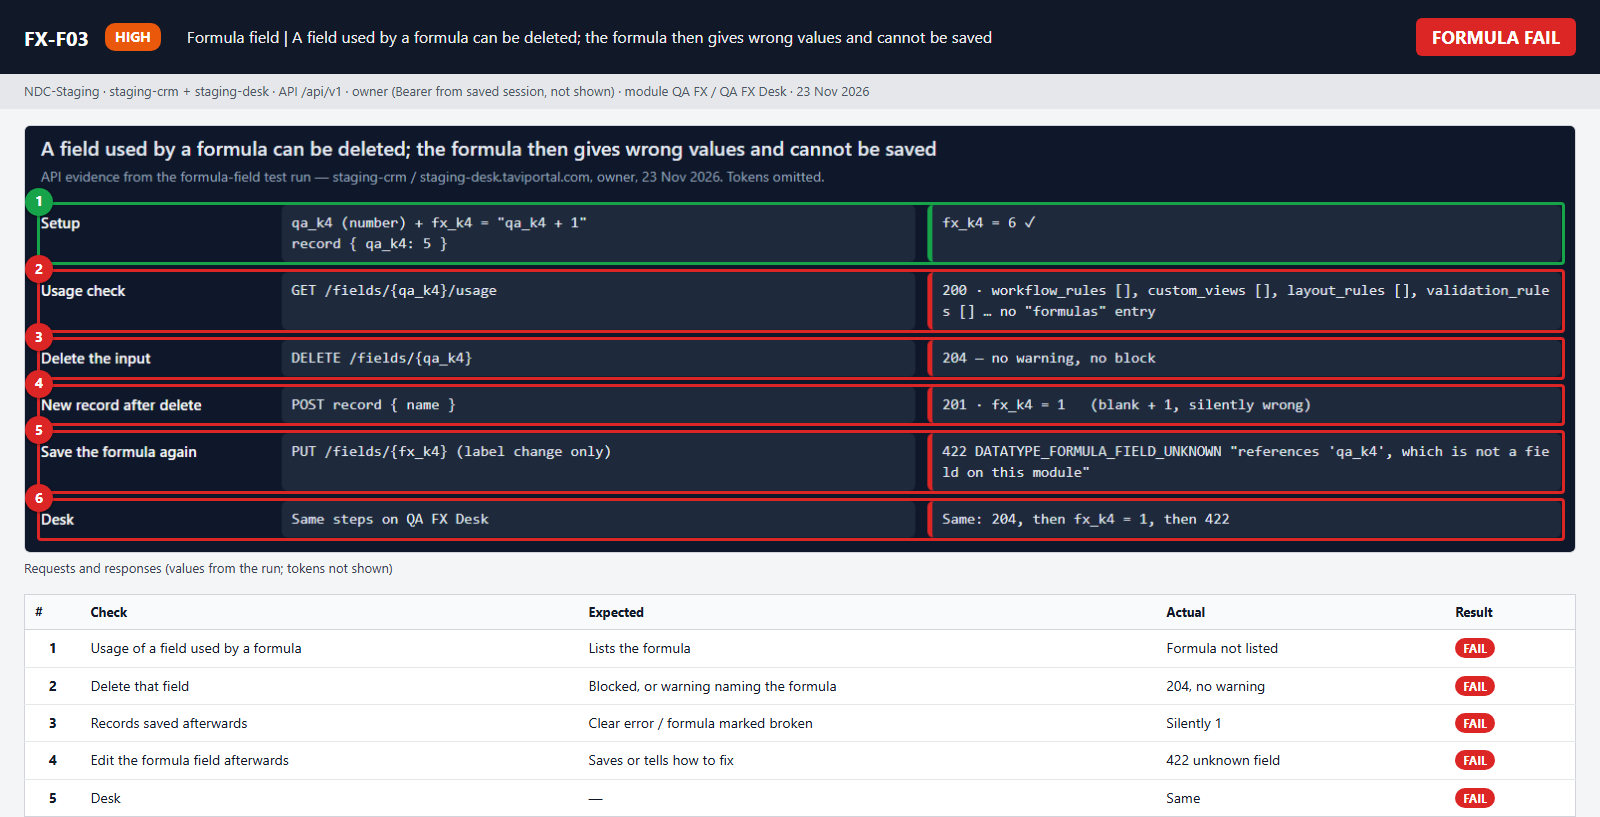 FX-F03 HIGH Formula field | A field used by a formula can be deleted; the formula then gives wrong values and cannot be saved FORMULA FAIL
NDC-Staging · staging-crm + staging-desk · API /api/v1 · owner (Bearer from saved session, not shown) · module QA FX / QA FX Desk · 23 Nov 2026
A field used by a formula can be deleted; the formula then gives wrong values and cannot be saved
API evidence from the formula-field test run — staging-crm / staging-desk.taviportal.com, owner, 23 Nov 2026. Tokens omitted.
1
Setup qa_k4 (number) + fx_k4 = "qa_k4 + 1" fx_k4 = 6 ✓
record { qa_k4: 5 }
2
Usage check GET /fields/{qa_k4}/usage 200 · workflow_rules [], custom_views [], layout_rules [], validation_rule
s [] … no "formulas" entry
3
Delete the input DELETE /fields/{qa_k4} 204 — no warning, no block
4
New record after delete POST record { name } 201 · fx_k4 = 1 (blank + 1, silently wrong)
5
Save the formula again PUT /fields/{fx_k4} (label change only) 422 DATATYPE_FORMULA_FIELD_UNKNOWN "references 'qa_k4', which is not a fie
ld on this module"
6
Desk Same steps on QA FX Desk Same: 204, then fx_k4 = 1, then 422
Requests and responses (values from the run; tokens not shown)
# Check Expected Actual Result
1 Usage of a field used by a formula Lists the formula Formula not listed FAIL
2 Delete that field Blocked, or warning naming the formula 204, no warning FAIL
3 Records saved afterwards Clear error / formula marked broken Silently 1 FAIL
4 Edit the formula field afterwards Saves or tells how to fix 422 unknown field FAIL
5 Desk — Same FAIL